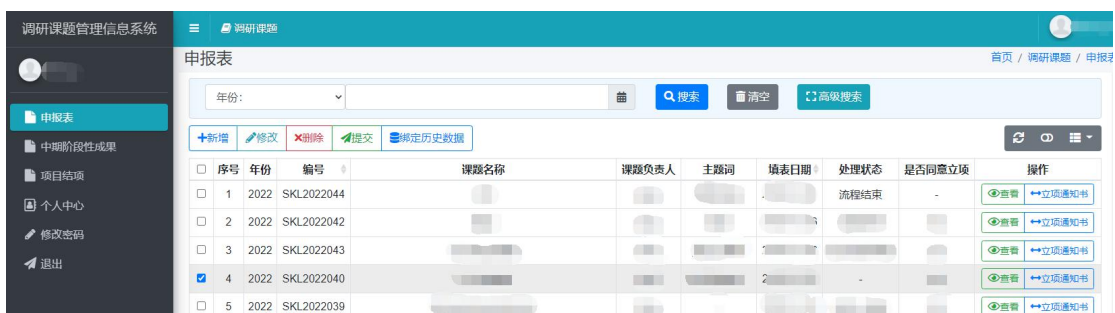 调研课题管理信息系统
调研课题
申报表
首页 / 调研课题 / 申报表
年份:
搜索
清空
高级搜索
申报表
中期阶段性成果
项目结项
个人中心
修改密码
退出
新增 修改 删除 提交 绑定历史数据
序号 年份 编号 课题名称 课题负责人 主题词 填表日期 处理状态 是否同意立项 操作
1 2022 SKL2022044 流程结束 - 查看 立项通知书
2 2022 SKL2022042 查看 立项通知书
3 2022 SKL2022043 查看 立项通知书
4 2022 SKL2022040 - 查看 立项通知书
5 2022 SKL2022039 查看 立项通知书